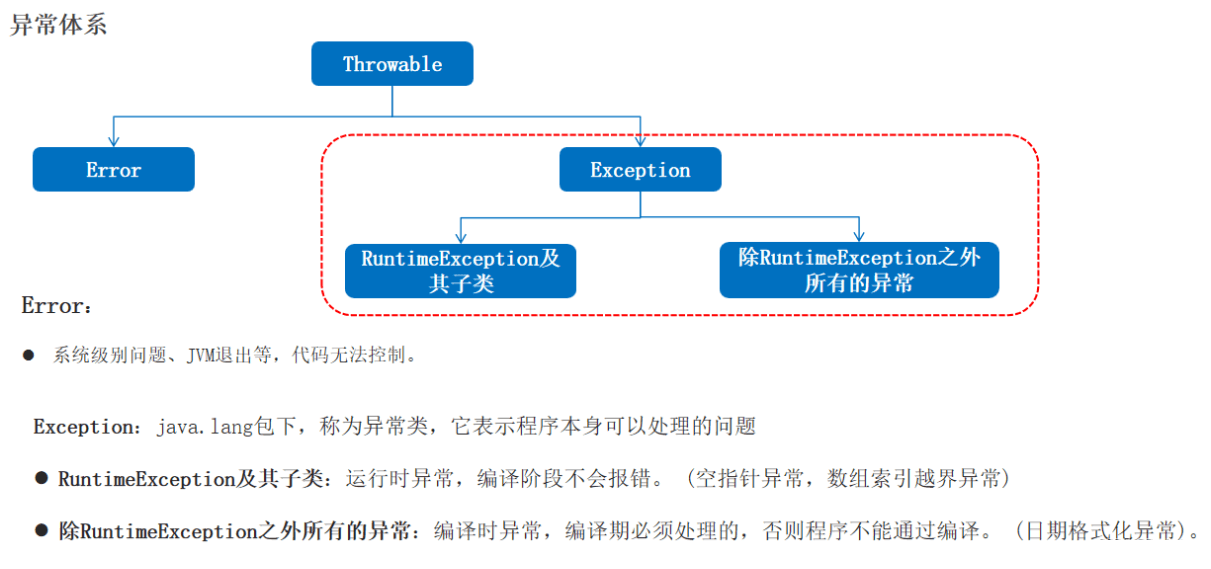 异常体系
Throwable
Error
Exception
RuntimeException及
其子类
除RuntimeException之外
所有的异常
Error：
● 系统级别问题、JVM退出等，代码无法控制。
Exception：java.lang包下，称为异常类，它表示程序本身可以处理的问题
● RuntimeException及其子类：运行时异常，编译阶段不会报错。 (空指针异常，数组索引越界异常)
● 除RuntimeException之外所有的异常：编译时异常，编译期必须处理的，否则程序不能通过编译。 (日期格式化异常)。